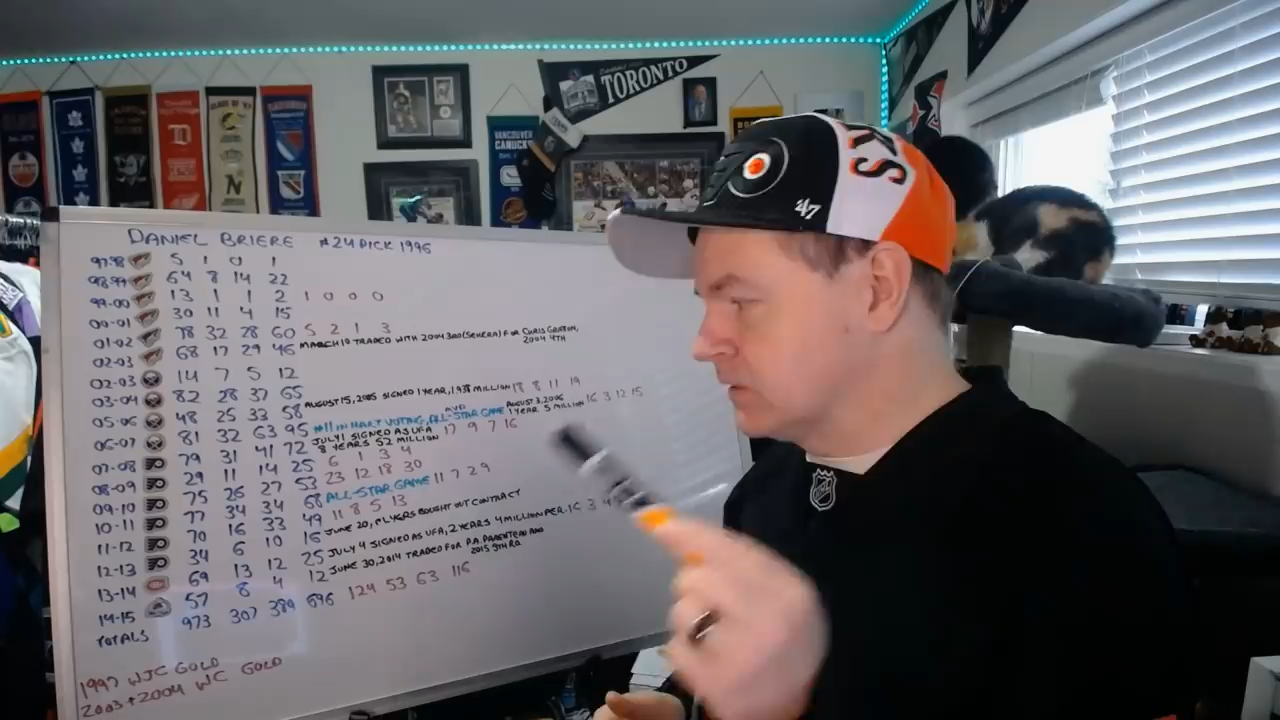 TORONTO
VANCOUVER
CANUCKS
CLASS OF '67
N
SAN
'47
NHL
DANIEL BRIERE #24 PICK 1996
97-98 5 1 0 1
98-99 64 8 14 22
99-00 13 1 1 2 1 0 0 0
00-01 30 11 4 15
01-02 78 32 28 60 5 2 1 3
02-03 68 17 29 46 MARCH 10 TRADED WITH 2004 3RD (SEKERA) FOR CHRIS GRATTON,
2004 4TH
02-03 14 7 5 12
03-04 82 28 37 65
05-06 48 25 33 58 AUGUST 15, 2005 SIGNED 1 YEAR, 1.938 MILLION 18 8 11 19
06-07 81 32 63 95 #11 IN HART VOTING, ALL-STAR GAME MVP AUGUST 3, 2006
1 YEAR 5 MILLION 16 3 12 15
07-08 79 31 41 72 JULY 1 SIGNED AS UFA
8 YEARS 52 MILLION 17 9 7 16
08-09 29 11 14 25 6 1 3 4
09-10 75 26 27 53 23 12 18 30
10-11 77 34 34 68 ALL-STAR GAME 11 7 2 9
11-12 70 16 33 49 11 8 5 13
12-13 34 6 10 16 JUNE 20, FLYERS BOUGHT OUT CONTRACT
13-14 69 13 12 25 JULY 4 SIGNED AS UFA, 2 YEARS 4 MILLION PER. 16 3 4
14-15 57 8 4 12 JUNE 30, 2014 TRADED FOR P.A. PARENTEAU AND
2015 5TH RD
TOTALS 973 307 389 696 124 53 63 116
1997 WJC GOLD
2003 + 2004 WC GOLD